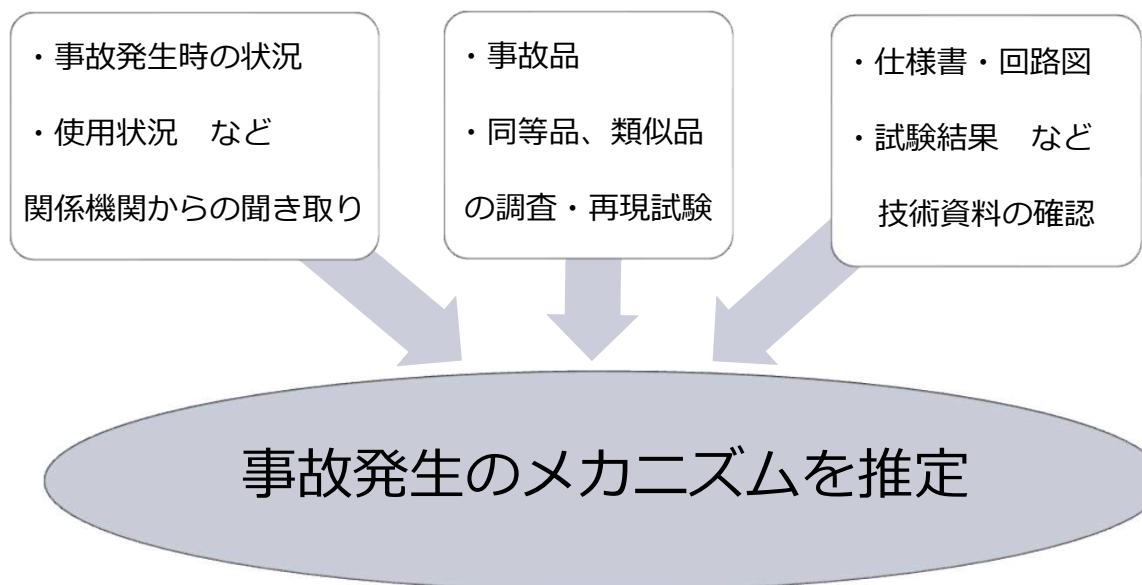 ・事故発生時の状況
・使用状況　など
関係機関からの聞き取り
・事故品
・同等品、類似品
の調査・再現試験
・仕様書・回路図
・試験結果　など
技術資料の確認
事故発生のメカニズムを推定